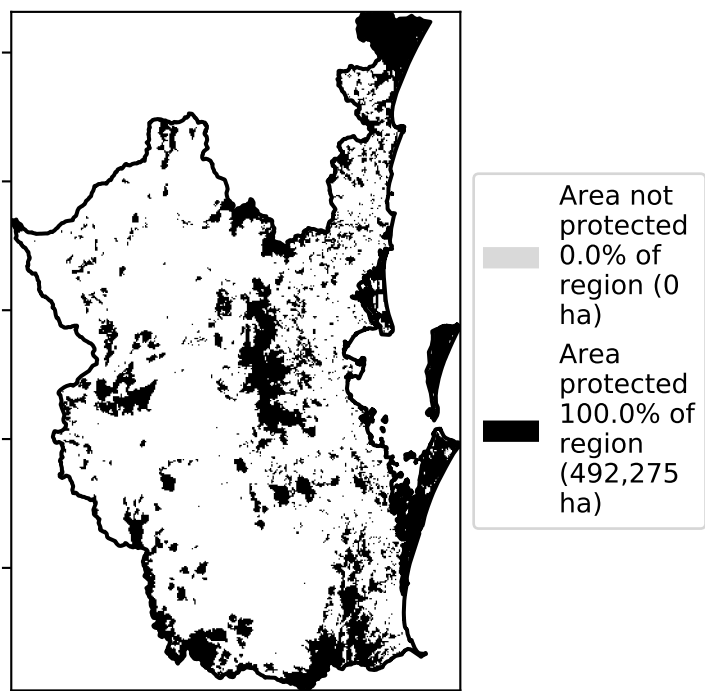 Area not
protected
0.0% of
region (0
ha)
Area
protected
100.0% of
region
(492,275
ha)